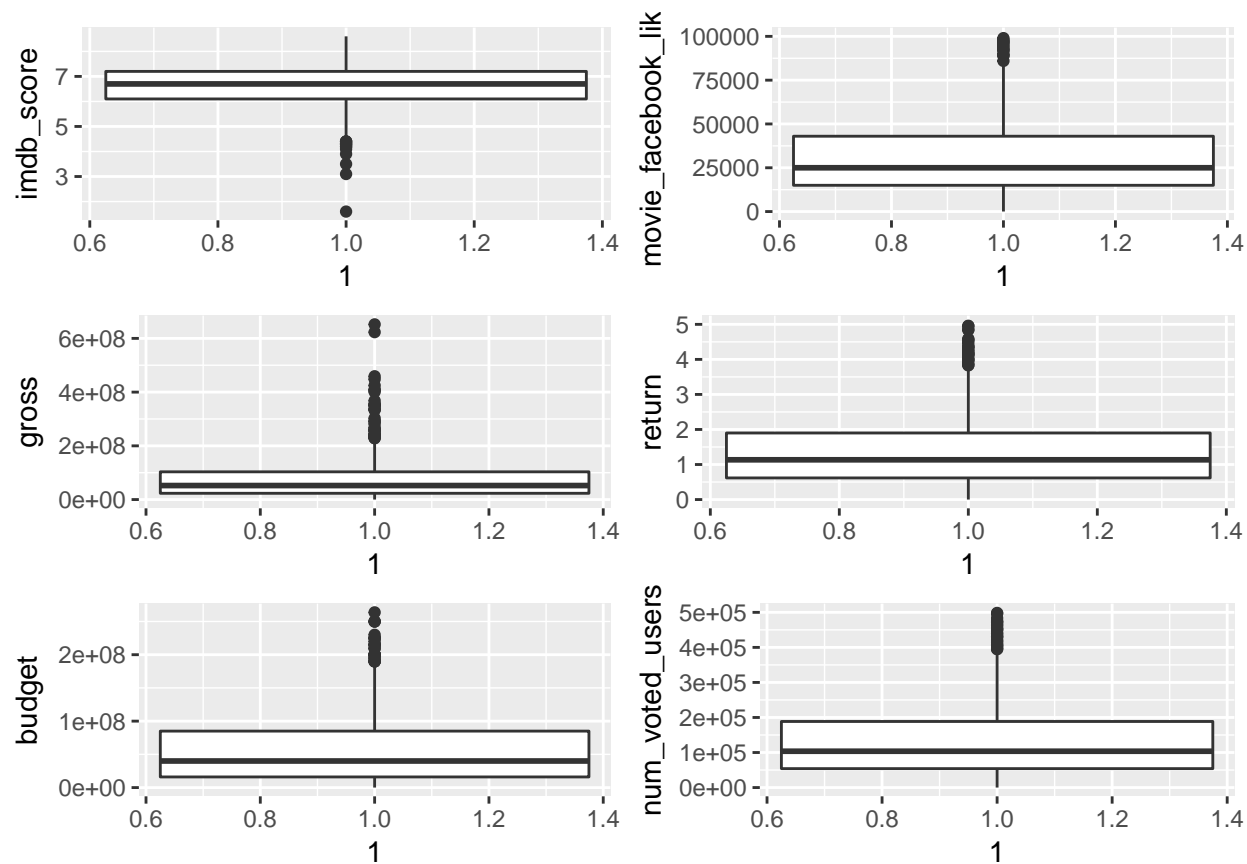 imdb_score
7
5
3
0.6 0.8 1.0 1.2 1.4
1
movie_facebook_lik
100000
75000
50000
25000
0
0.6 0.8 1.0 1.2 1.4
1
gross
6e+08
4e+08
2e+08
0e+00
0.6 0.8 1.0 1.2 1.4
1
return
5
4
3
2
1
0
0.6 0.8 1.0 1.2 1.4
1
budget
2e+08
1e+08
0e+00
0.6 0.8 1.0 1.2 1.4
1
num_voted_users
5e+05
4e+05
3e+05
2e+05
1e+05
0e+00
0.6 0.8 1.0 1.2 1.4
1